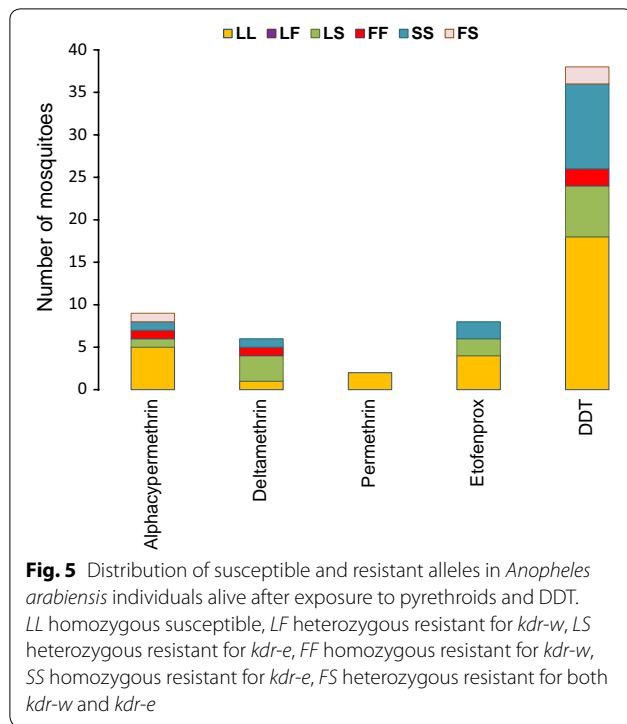 LL LF LS FF SS FS
40
35
30
25
20
15
10
5
0
Number of mosquitoes
Alphacypermethrin
Deltamethrin
Permethrin
Etofenprox
DDT
Fig. 5 Distribution of susceptible and resistant alleles in Anopheles
arabiensis individuals alive after exposure to pyrethroids and DDT.
LL homozygous susceptible, LF heterozygous resistant for kdr-w, LS
heterozygous resistant for kdr-e, FF homozygous resistant for kdr-w,
SS homozygous resistant for kdr-e, FS heterozygous resistant for both
kdr-w and kdr-e